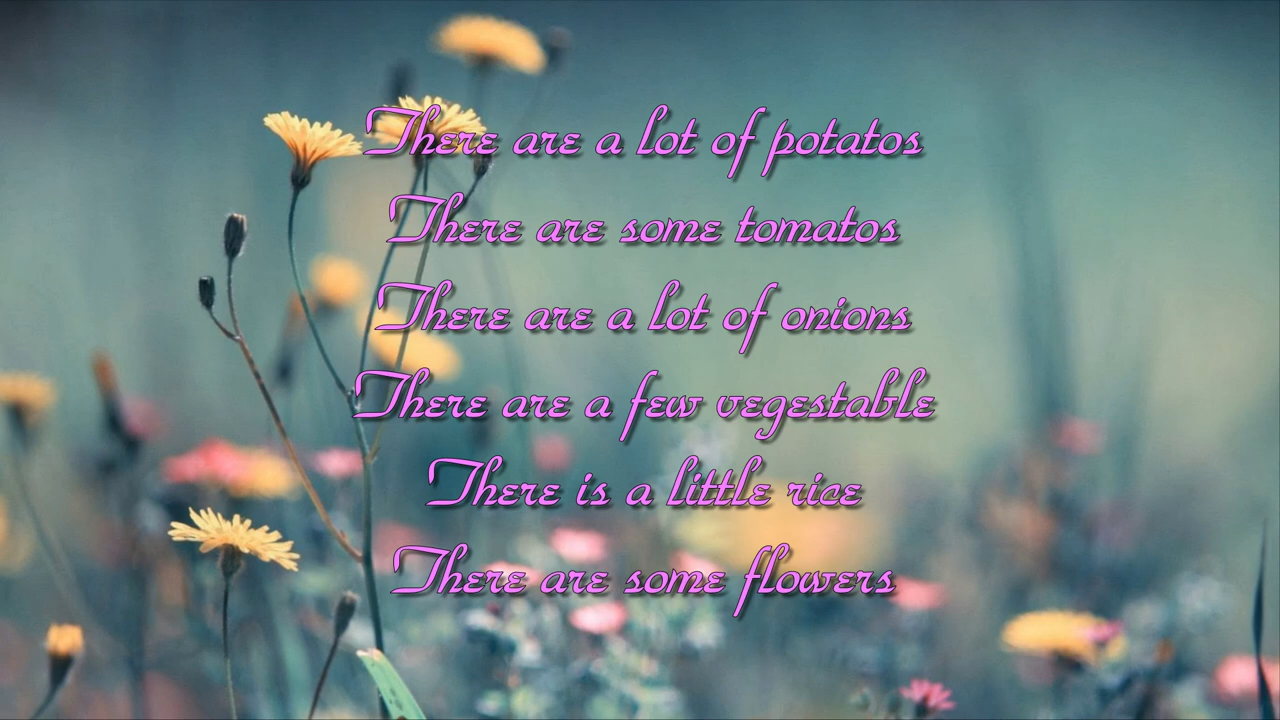 There are a lot of potatos
There are some tomatos
There are a lot of onions
There are a few vegestable
There is a little rice
There are some flowers